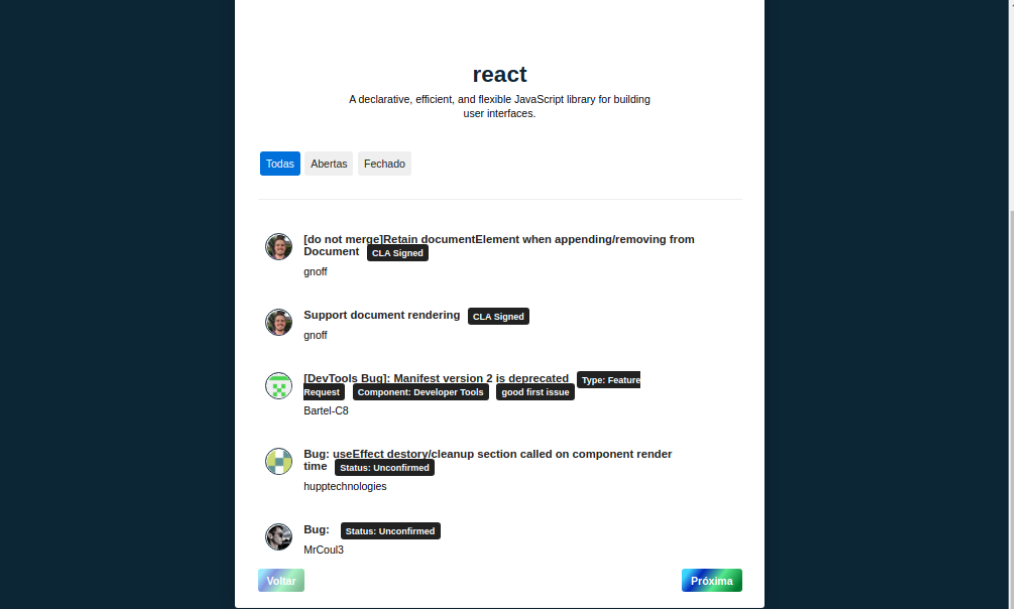 react
A declarative, efficient, and flexible JavaScript library for building
user interfaces.
Todas Abertas Fechado
[do not merge]Retain documentElement when appending/removing from
Document CLA Signed
gnoff
Support document rendering CLA Signed
gnoff
[DevTools Bug]: Manifest version 2 is deprecated Type: Feature
Request Component: Developer Tools good first issue
Bartel-C8
Bug: useEffect destory/cleanup section called on component render
time Status: Unconfirmed
hupptechnologies
Bug: Status: Unconfirmed
MrCoul3
Voltar Próxima